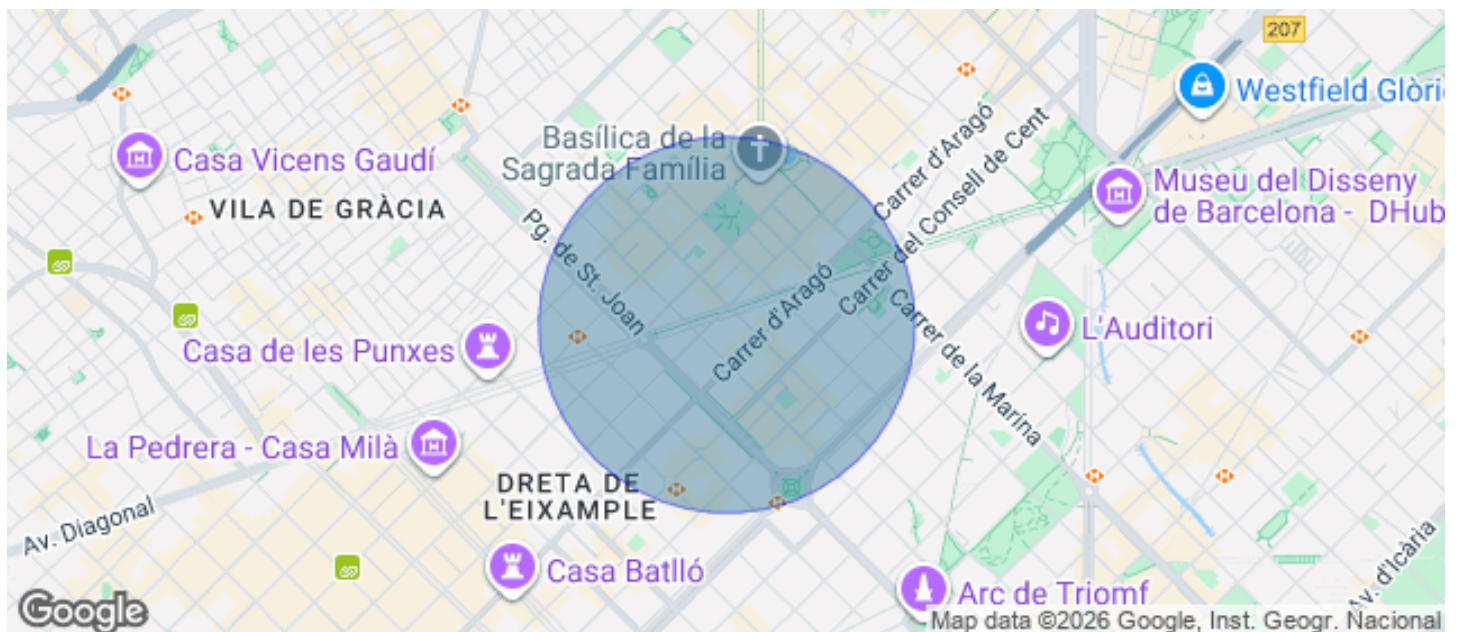 207
Westfield Glòri
Basílica de la
Sagrada Família
Carrer d'Aragó
Carrer del Consell de Cent
Casa Vicens Gaudí
Museu del Disseny
de Barcelona - DHub
VILA DE GRÀCIA
Pg. de St. Joan
Carrer d'Aragó
Carrer de la Marina
L'Auditori
Casa de les Punxes
La Pedrera - Casa Milà
DRETA DE
L'EIXAMPLE
Av. Diagonal
Casa Batlló
Arc de Triomf
Av. d'Icària
Google
Map data ©2026 Google, Inst. Geogr. Nacional